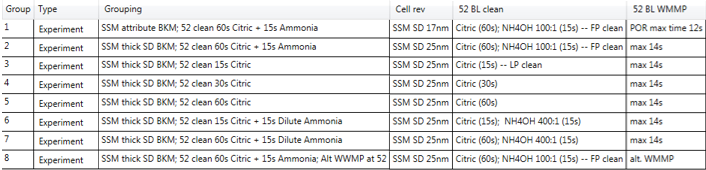 Group Type Grouping Cell rev 52 BL clean 52 BL WMMP
1 Experiment SSM attribute BKM; 52 clean 60s Citric + 15s Ammonia SSM SD 17nm Citric (60s); NH4OH 100:1 (15s) -- FP clean POR max time 12s
2 Experiment SSM thick SD BKM; 52 clean 60s Citric + 15s Ammonia SSM SD 25nm Citric (60s); NH4OH 100:1 (15s) -- FP clean max 14s
3 Experiment SSM thick SD BKM; 52 clean 15s Citric SSM SD 25nm Citric (15s) -- LP clean max 14s
4 Experiment SSM thick SD BKM; 52 clean 30s Citric SSM SD 25nm Citric (30s) max 14s
5 Experiment SSM thick SD BKM; 52 clean 60s Citric SSM SD 25nm Citric (60s) max 14s
6 Experiment SSM thick SD BKM; 52 clean 15s Citric + 15s Dilute Ammonia SSM SD 25nm Citric (15s); NH4OH 400:1 (15s) max 14s
7 Experiment SSM thick SD BKM; 52 clean 60s Citric + 15s Dilute Ammonia SSM SD 25nm Citric (60s); NH4OH 400:1 (15s) max 14s
8 Experiment SSM thick SD BKM; 52 clean 60s Citric + 15s Ammonia; Alt WWMP at 52 SSM SD 25nm Citric (60s); NH4OH 100:1 (15s) -- FP clean alt. WMMP